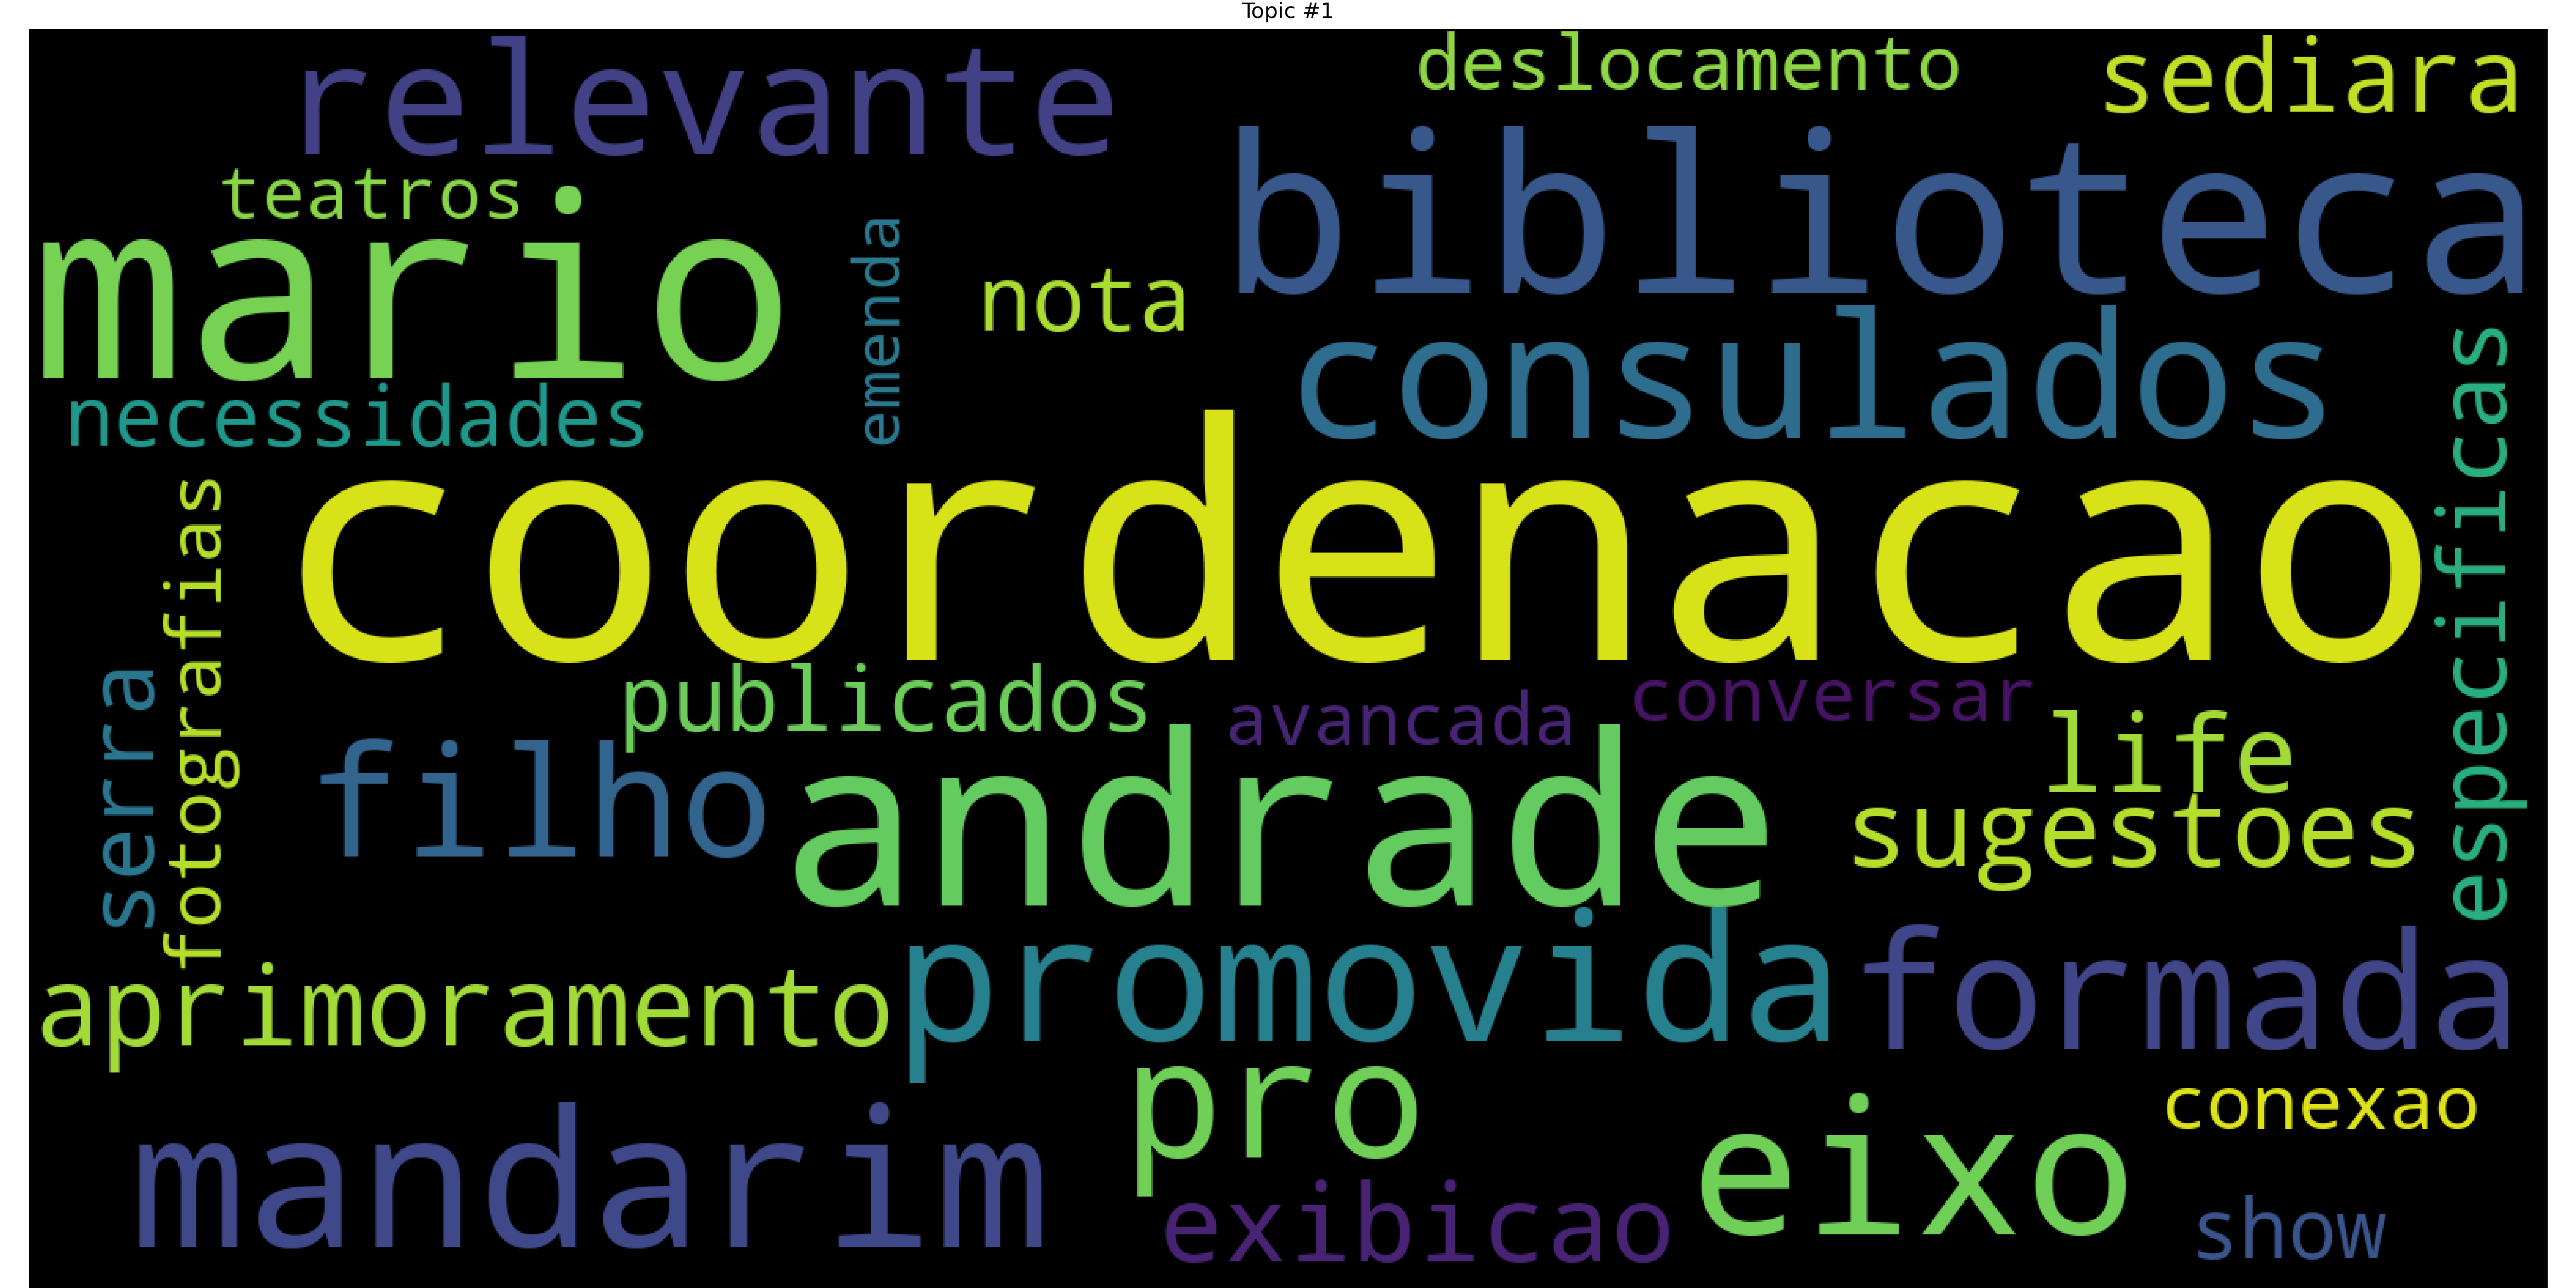 Topic #1
relevante
deslocamento
sediara
teatros
biblioteca
mario
emenda
nota
consulados
necessidades
especificas
coordenacao
fotografias
serra
publicados
avancada
conversar
life
filho
andrade
sugestoes
aprimoramento
promovida
formada
pro
conexao
mandarim
eixo
exibicao
show